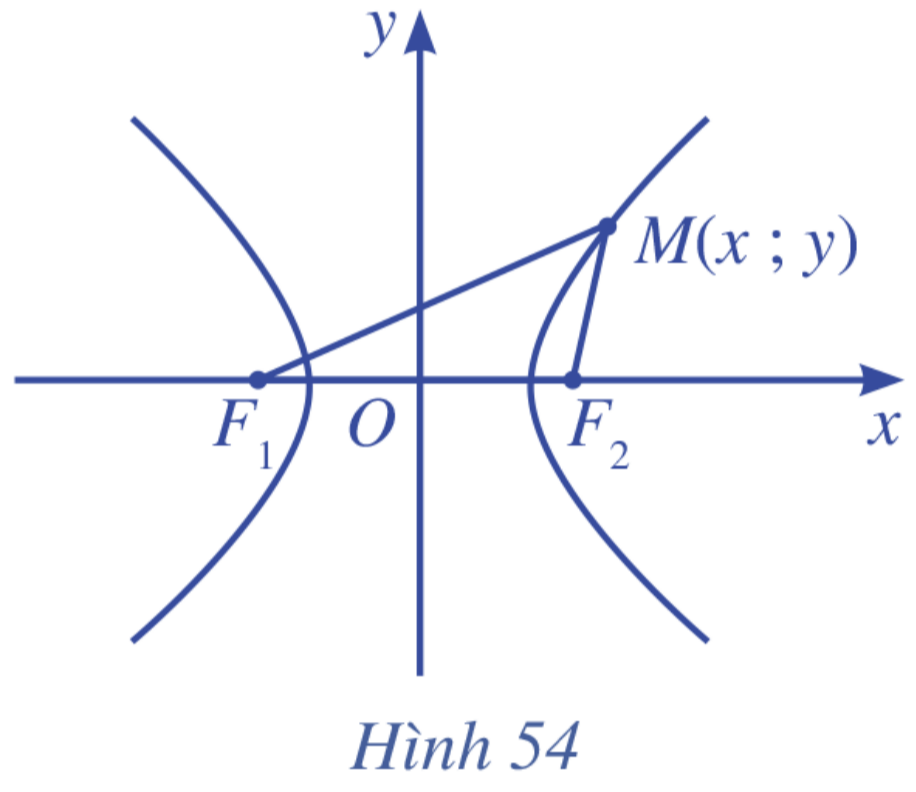 y
M(x ; y)
F₁
O
F₂
x
Hình 54